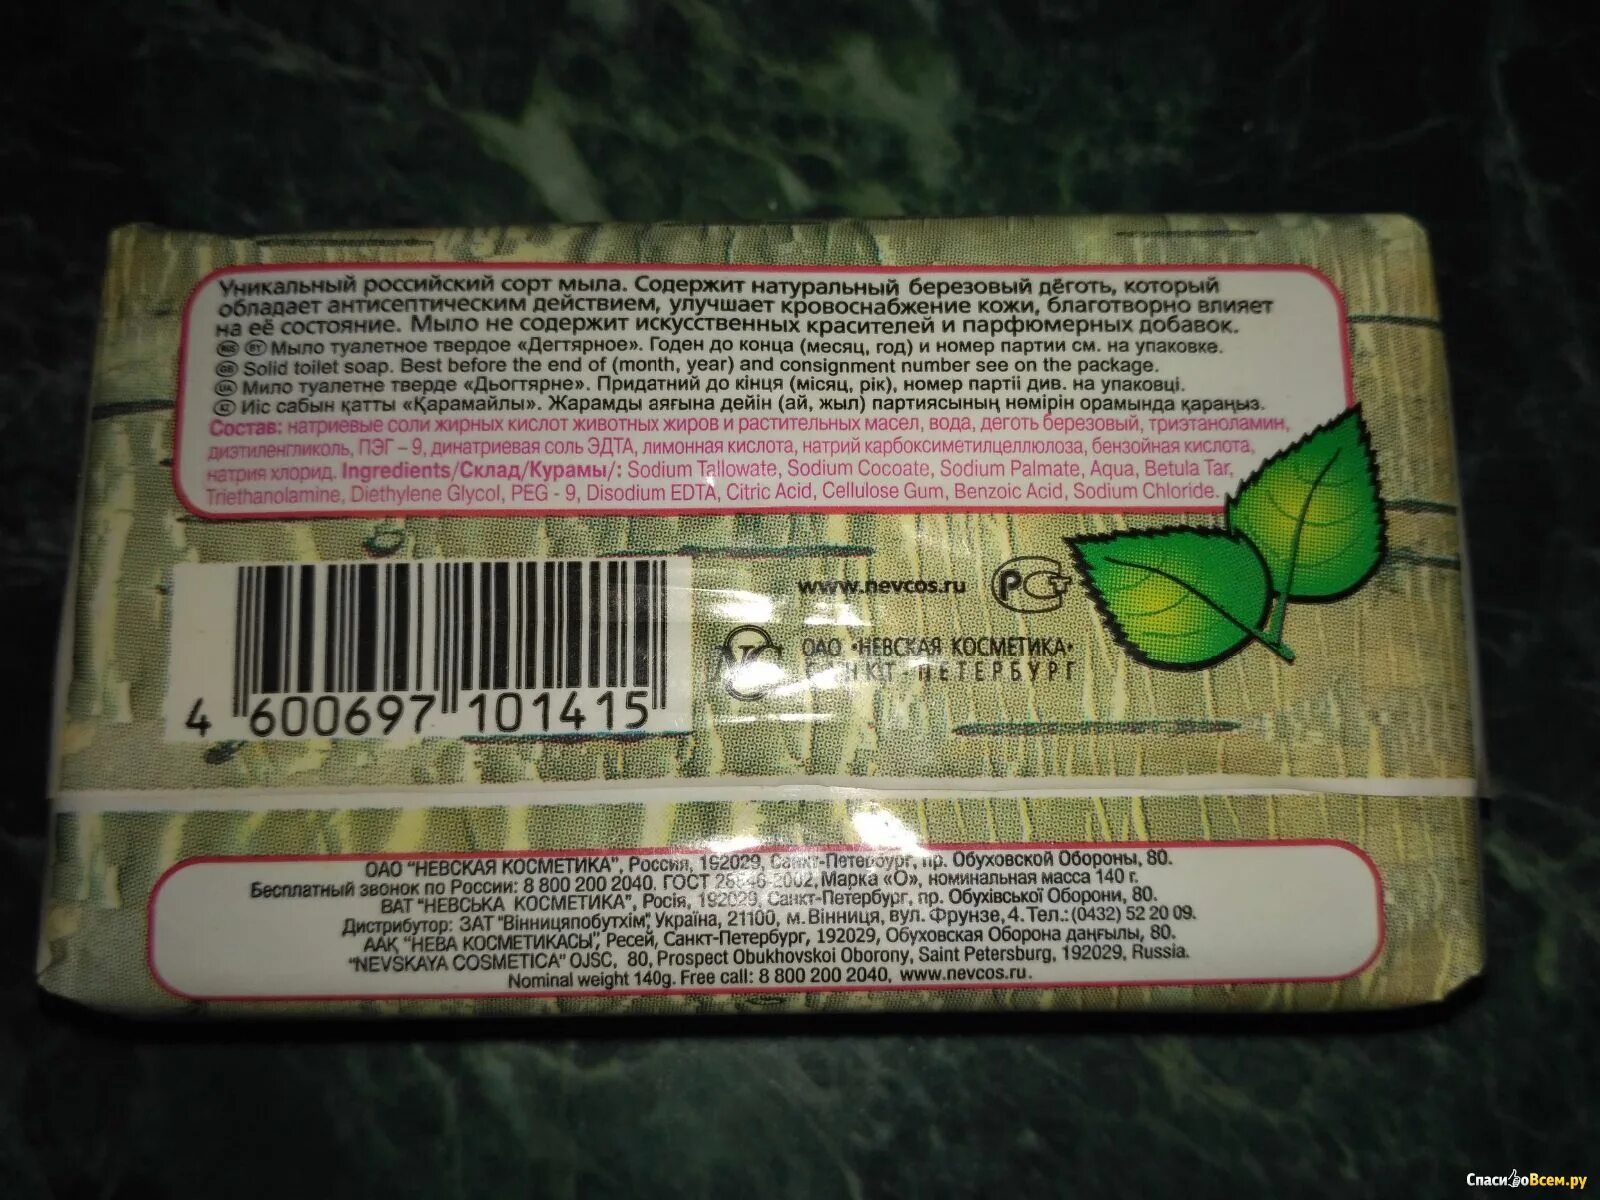 Уникальный российский сорт мыла. Содержит натуральный березовый дёготь, который
обладает антисептическим действием, улучшает кровоснабжение кожи, благотворно влияет
на её состояние. Мыло не содержит искусственных красителей и парфюмерных добавок.
RUS BY Мыло туалетное твердое «Дегтярное». Годен до конца (месяц, год) и номер партии см. на упаковке.
GB Solid toilet soap. Best before the end of (month, year) and consignment number see on the package.
UA Мило туалетне тверде «Дьогтярне». Придатний до кінця (місяц, рік), номер партіі див. на упаковці.
KZ Иіс сабын қатты «Қарамайлы». Жарамды аяғына дейін (ай, жыл) партиясының нөмірін орамында қараңыз.
Состав: натриевые соли жирных кислот животных жиров и растительных масел, вода, деготь березовый, триэтаноламин,
диэтиленгликоль, ПЭГ – 9, динатриевая соль ЭДТА, лимонная кислота, натрий карбоксиметилцеллюлоза, бензойная кислота,
натрия хлорид. Ingredients/Склад/Курамы/: Sodium Tallowate, Sodium Cocoate, Sodium Palmate, Aqua, Betula Tar,
Triethanolamine, Diethylene Glycol, PEG - 9, Disodium EDTA, Citric Acid, Cellulose Gum, Benzoic Acid, Sodium Chloride.
www.nevcos.ru
РСТ
ОАО "НЕВСКАЯ КОСМЕТИКА"
САНКТ-ПЕТЕРБУРГ
4 600697 101415
ОАО "НЕВСКАЯ КОСМЕТИКА", Россия, 192029, Санкт-Петербург, пр. Обуховской Обороны, 80.
Бесплатный звонок по России: 8 800 200 2040. ГОСТ 28546-2002, Марка «О», номинальная масса 140 г.
ВАТ "НЕВСЬКА КОСМЕТИКА", Росія, 192029, Санкт-Петербург, пр. Обухівської Оборони, 80.
Дистрибутор: ЗАТ "Вінницяпобутхім", Україна, 21100, м. Вінниця, вул. Фрунзе, 4. Тел.: (0432) 52 20 09.
ААҚ "НЕВА КОСМЕТИКАСЫ", Ресей, Санкт-Петербург, 192029, Обуховская Оборона даңғылы, 80.
"NEVSKAYA COSMETICA" OJSC, 80, Prospect Obukhovskoi Oborony, Saint Petersburg, 192029, Russia.
Nominal weight 140g. Free call: 8 800 200 2040, www.nevcos.ru.
СпасибоВсем.ру